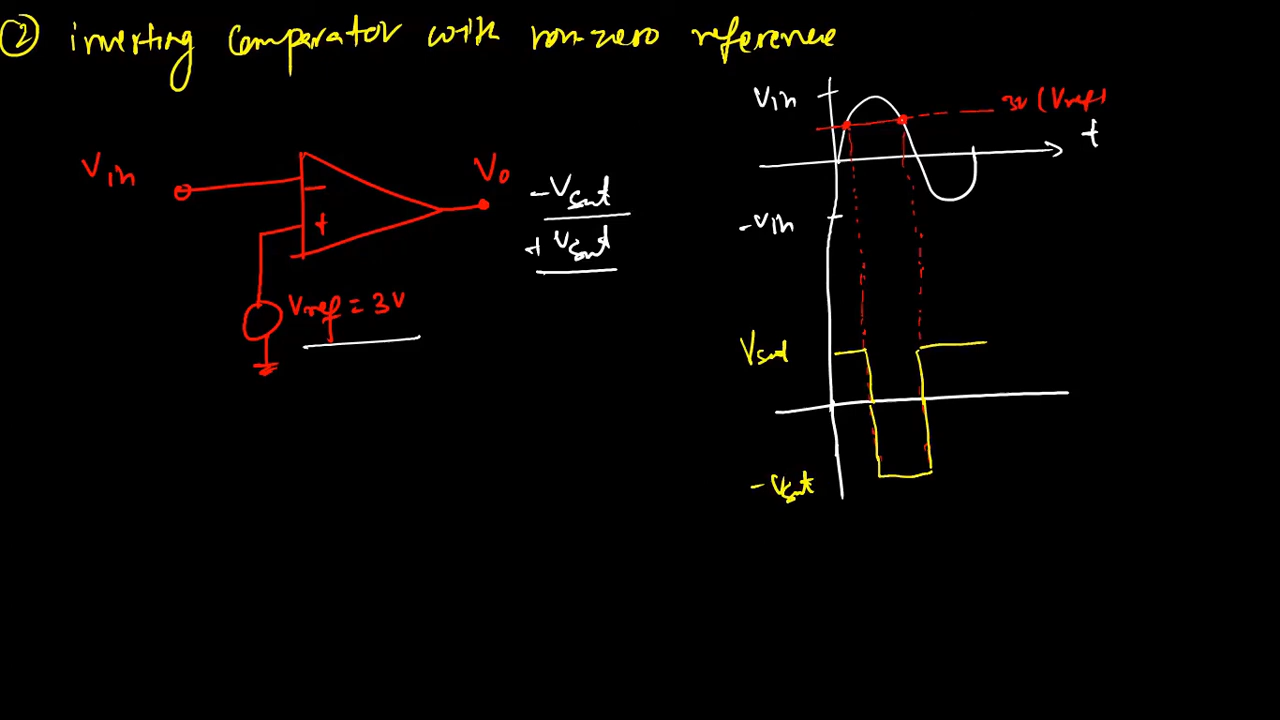 ② inverting comparator with non-zero reference
Vin
3V (Vref)
t
Vin
−
+
Vo
−Vsat
+Vsat
-Vin
Vref = 3V
Vsat
−Vsat